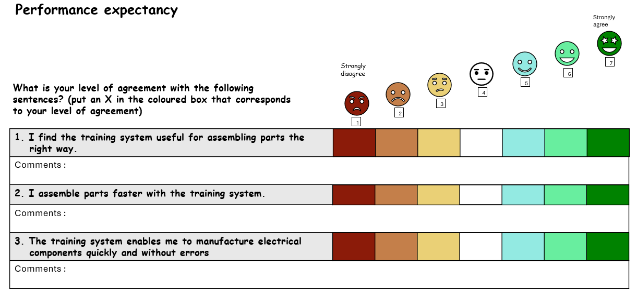 Performance expectancy
Strongly
agree
Strongly
disagree
What is your level of agreement with the following
sentences? (put an X in the coloured box that corresponds
to your level of agreement)
1 2 3 4 5 6 7
1. I find the training system useful for assembling parts the
right way.
Comments:
2. I assemble parts faster with the training system.
Comments:
3. The training system enables me to manufacture electrical
components quickly and without errors
Comments: